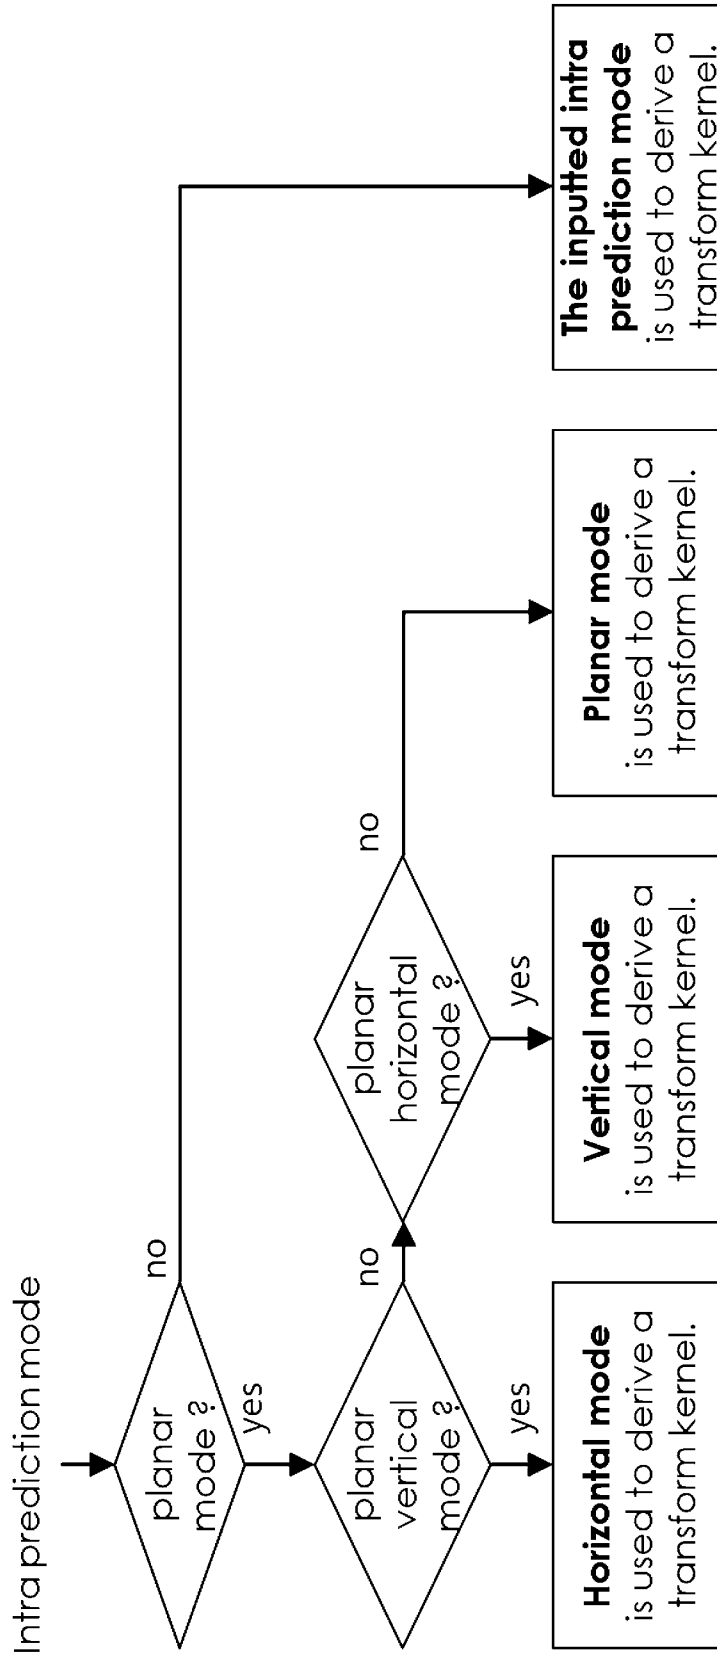 Intra prediction mode
planar
mode ?
no
yes
planar
vertical
mode ?
no
yes
planar
horizontal
mode ?
no
yes
Horizontal mode
is used to derive a
transform kernel.
Vertical mode
is used to derive a
transform kernel.
Planar mode
is used to derive a
transform kernel.
The inputted intra
prediction mode
is used to derive a
transform kernel.